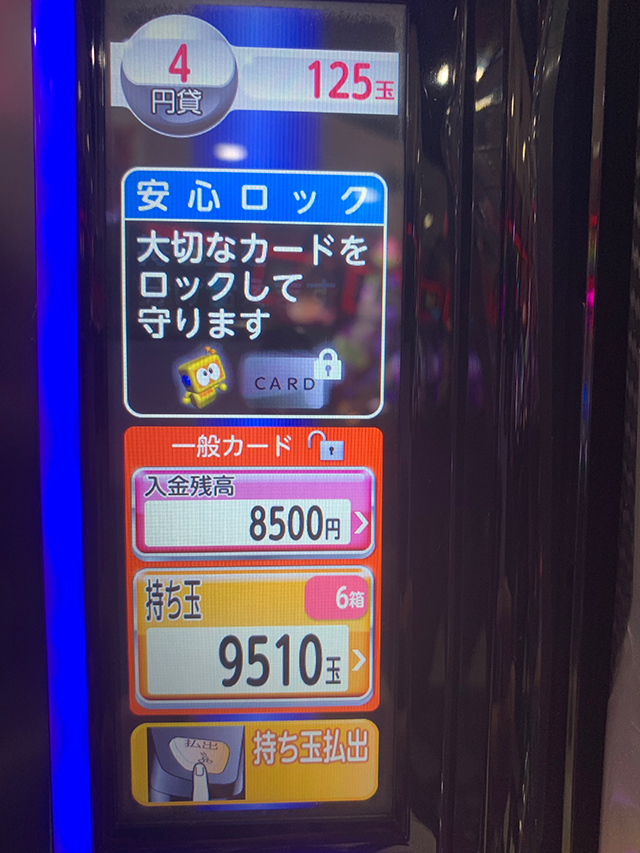 4
円貸
125玉
安心ロック
大切なカードを
ロックして
守ります
CARD
一般カード
入金残高
8500円
持ち玉
6箱
9510玉
払出
持ち玉払出